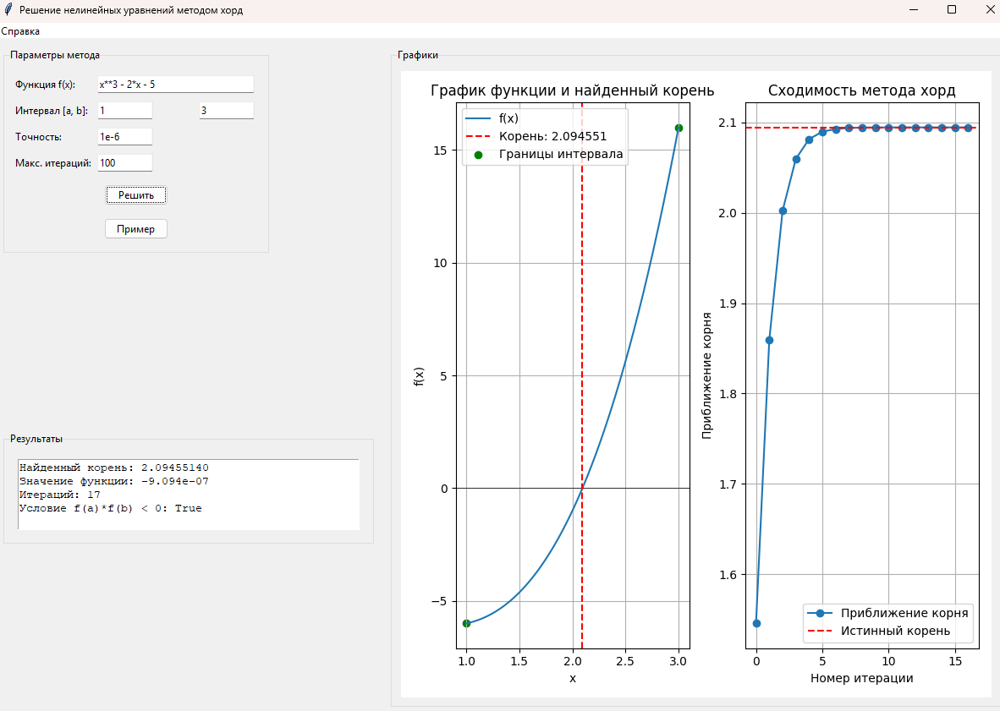 Решение нелинейных уравнений методом хорд
Справка
Параметры метода
Функция f(x): x**3 - 2*x - 5
Интервал [a, b]: 1 3
Точность: 1e-6
Макс. итераций: 100
Решить
Пример
Результаты
Найденный корень: 2.09455140
Значение функции: -9.094e-07
Итераций: 17
Условие f(a)*f(b) < 0: True
Графики
График функции и найденный корень
f(x)
Корень: 2.094551
Границы интервала
15
10
5
0
−5
f(x)
1.0 1.5 2.0 2.5 3.0
x
Сходимость метода хорд
2.1
2.0
1.9
1.8
1.7
1.6
Приближение корня
Приближение корня
Истинный корень
0 5 10 15
Номер итерации